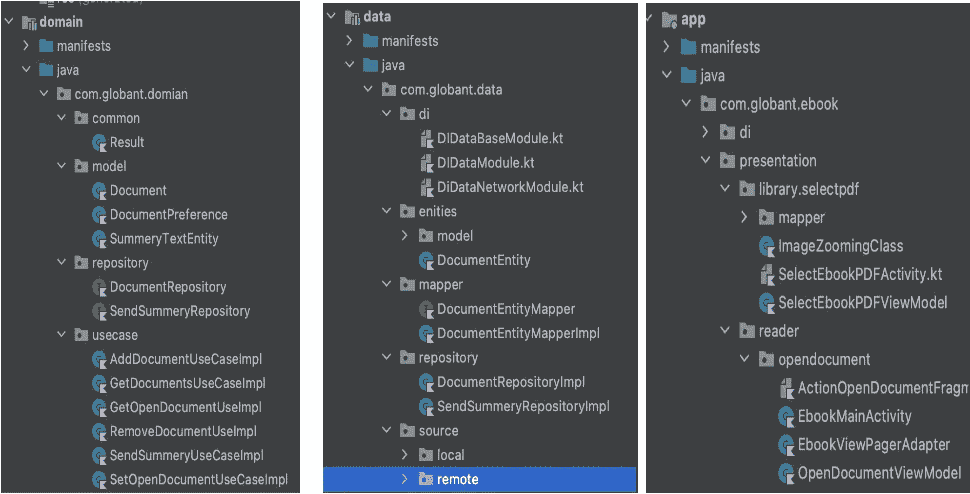 domain
manifests
java
com.globant.domian
common
Result
model
Document
DocumentPreference
SummeryTextEntity
repository
DocumentRepository
SendSummeryRepository
usecase
AddDocumentUseCaseImpl
GetDocumentsUseCaseImpl
GetOpenDocumentUseImpl
RemoveDocumentUseImpl
SendSummeryUseCaseImpl
SetOpenDocumentUseCaseImpl
data
manifests
java
com.globant.data
di
DIDataBaseModule.kt
DIDataModule.kt
DiDataNetworkModule.kt
enities
model
DocumentEntity
mapper
DocumentEntityMapper
DocumentEntityMapperImpl
repository
DocumentRepositoryImpl
SendSummeryRepositoryImpl
source
local
remote
app
manifests
java
com.globant.ebook
di
presentation
library.selectpdf
mapper
ImageZoomingClass
SelectEbookPDFActivity.kt
SelectEbookPDFViewModel
reader
opendocument
ActionOpenDocumentFragm
EbookMainActivity
EbookViewPagerAdapter
OpenDocumentViewModel